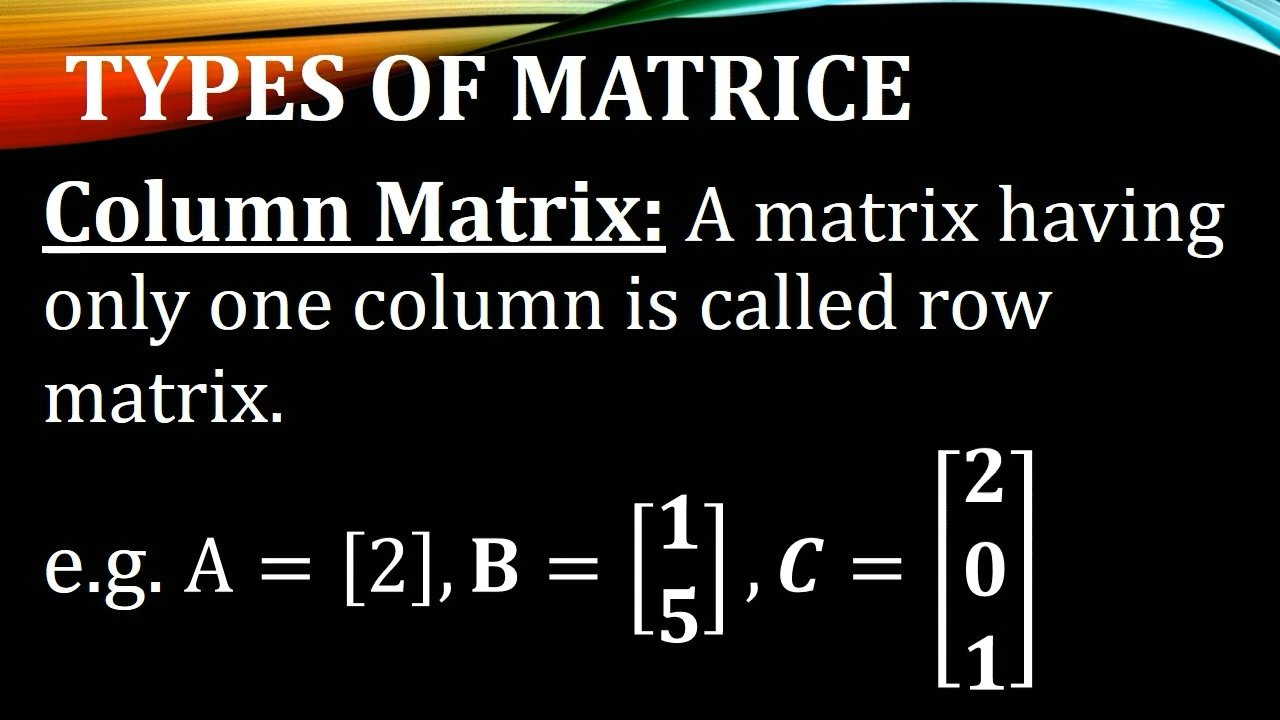 TYPES OF MATRICE
Column Matrix: A matrix having
only one column is called row
matrix.
e.g. A = [2], B = [1 5], C = [2 0 1]